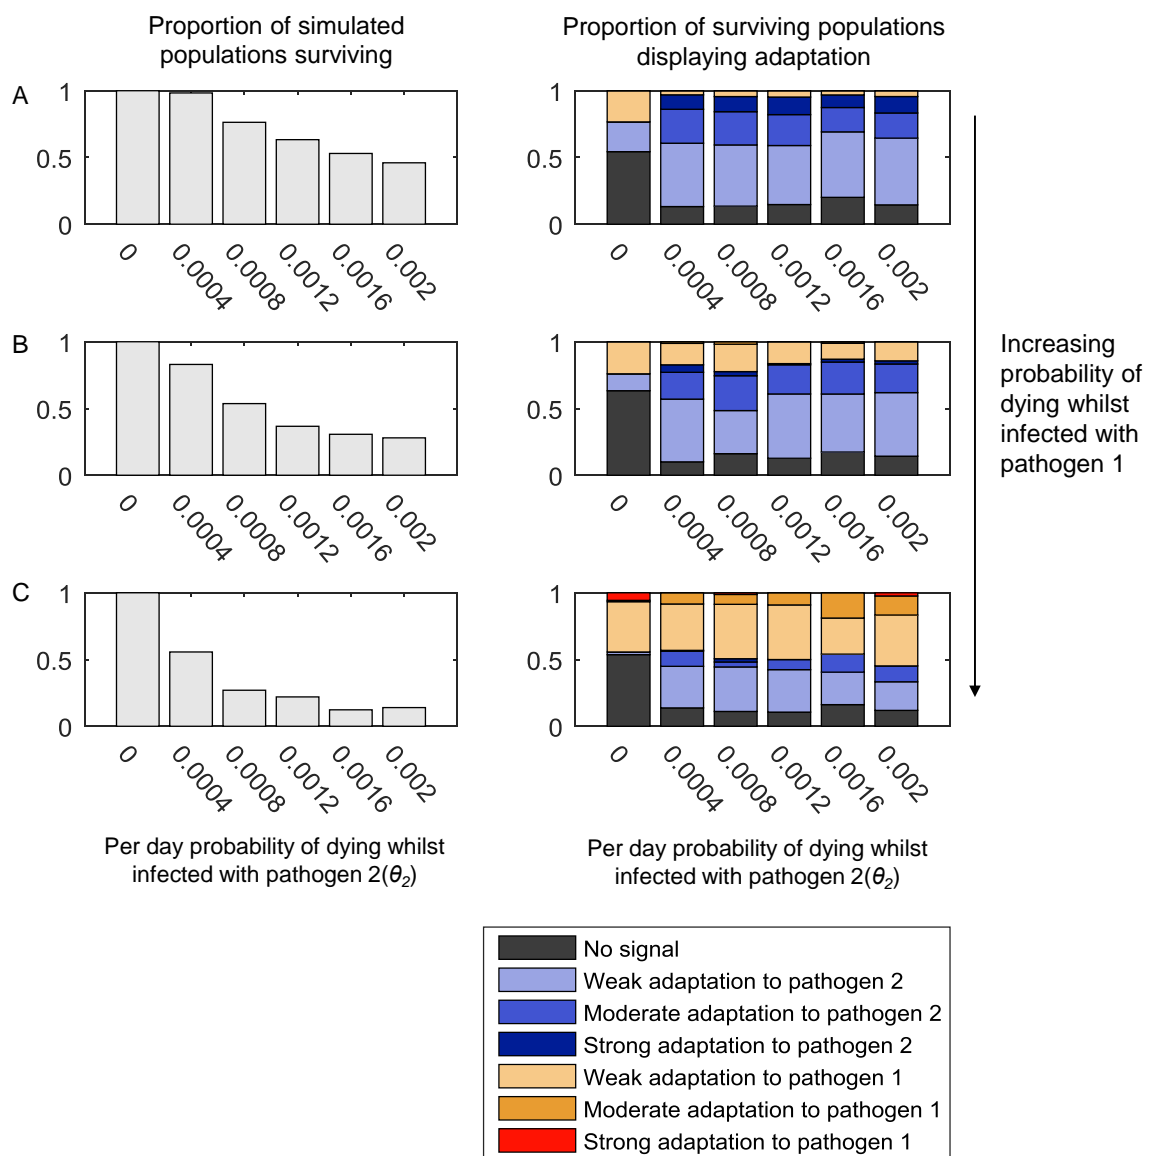 Proportion of simulated
populations surviving
Proportion of surviving populations
displaying adaptation
A
1
0.5
0
0
0.0004
0.0008
0.0012
0.0016
0.002
1
0.5
0
0
0.0004
0.0008
0.0012
0.0016
0.002
B
1
0.5
0
0
0.0004
0.0008
0.0012
0.0016
0.002
1
0.5
0
0
0.0004
0.0008
0.0012
0.0016
0.002
Increasing
probability of
dying whilst
infected with
pathogen 1
C
1
0.5
0
0
0.0004
0.0008
0.0012
0.0016
0.002
1
0.5
0
0
0.0004
0.0008
0.0012
0.0016
0.002
Per day probability of dying whilst
infected with pathogen 2(θ₂)
Per day probability of dying whilst
infected with pathogen 2(θ₂)
No signal
Weak adaptation to pathogen 2
Moderate adaptation to pathogen 2
Strong adaptation to pathogen 2
Weak adaptation to pathogen 1
Moderate adaptation to pathogen 1
Strong adaptation to pathogen 1